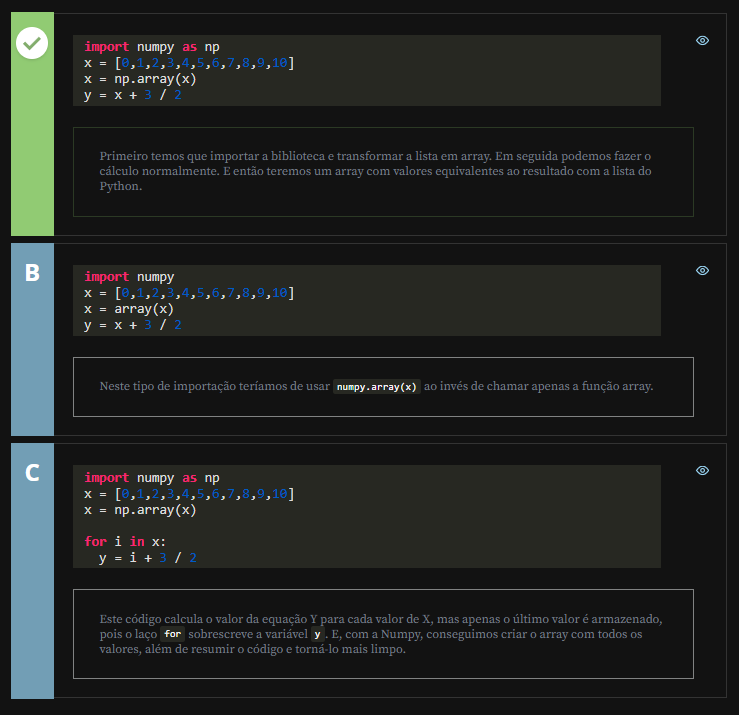 import numpy as np
x = [0,1,2,3,4,5,6,7,8,9,10]
x = np.array(x)
y = x + 3 / 2
Primeiro temos que importar a biblioteca e transformar a lista em array. Em seguida podemos fazer o
cálculo normalmente. E então teremos um array com valores equivalentes ao resultado com a lista do
Python.
B
import numpy
x = [0,1,2,3,4,5,6,7,8,9,10]
x = array(x)
y = x + 3 / 2
Neste tipo de importação teríamos de usar numpy.array(x) ao invés de chamar apenas a função array.
C
import numpy as np
x = [0,1,2,3,4,5,6,7,8,9,10]
x = np.array(x)
for i in x:
  y = i + 3 / 2
Este código calcula o valor da equação Y para cada valor de X, mas apenas o último valor é armazenado,
pois o laço for sobrescreve a variável y. E, com a Numpy, conseguimos criar o array com todos os
valores, além de resumir o código e torná-lo mais limpo.